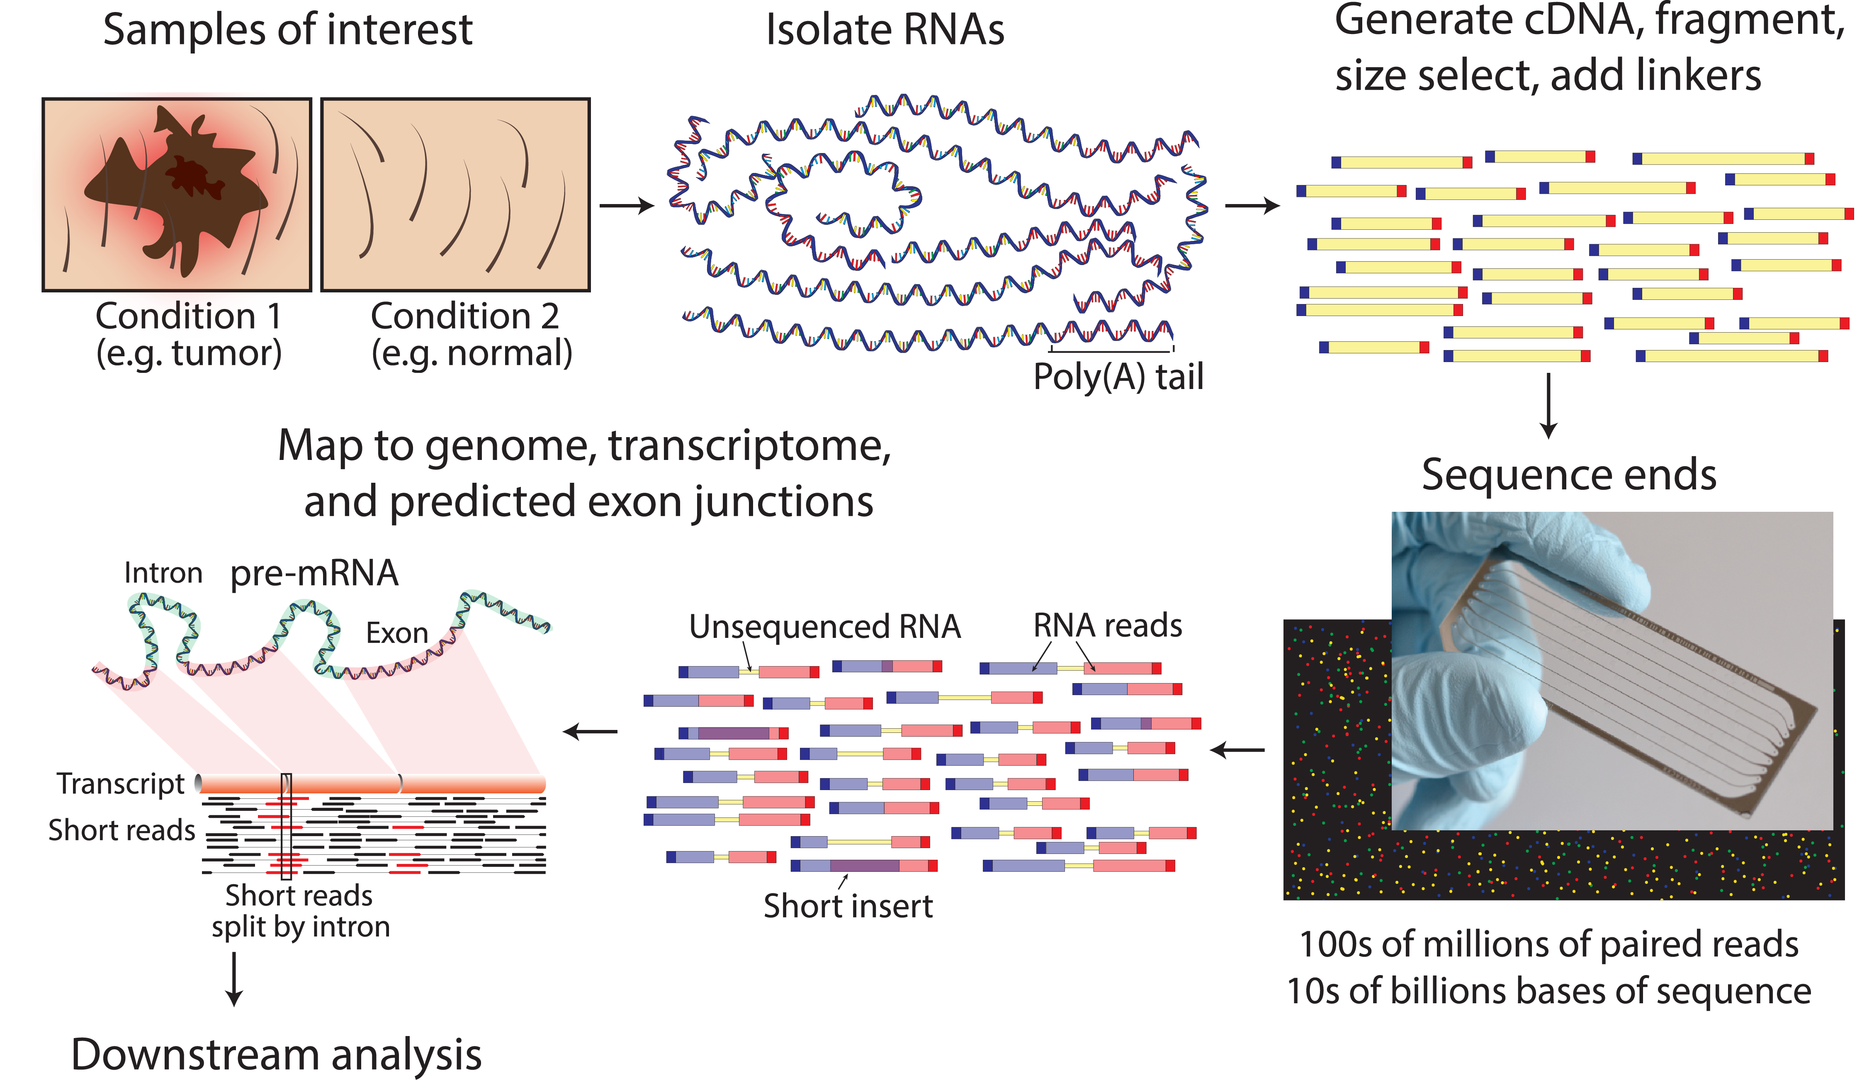 Samples of interest
Condition 1
(e.g. tumor)
Condition 2
(e.g. normal)
Isolate RNAs
Poly(A) tail
Generate cDNA, fragment,
size select, add linkers
Sequence ends
100s of millions of paired reads
10s of billions bases of sequence
Unsequenced RNA
RNA reads
Short insert
Map to genome, transcriptome,
and predicted exon junctions
Intron
pre-mRNA
Exon
Transcript
Short reads
Short reads
split by intron
Downstream analysis